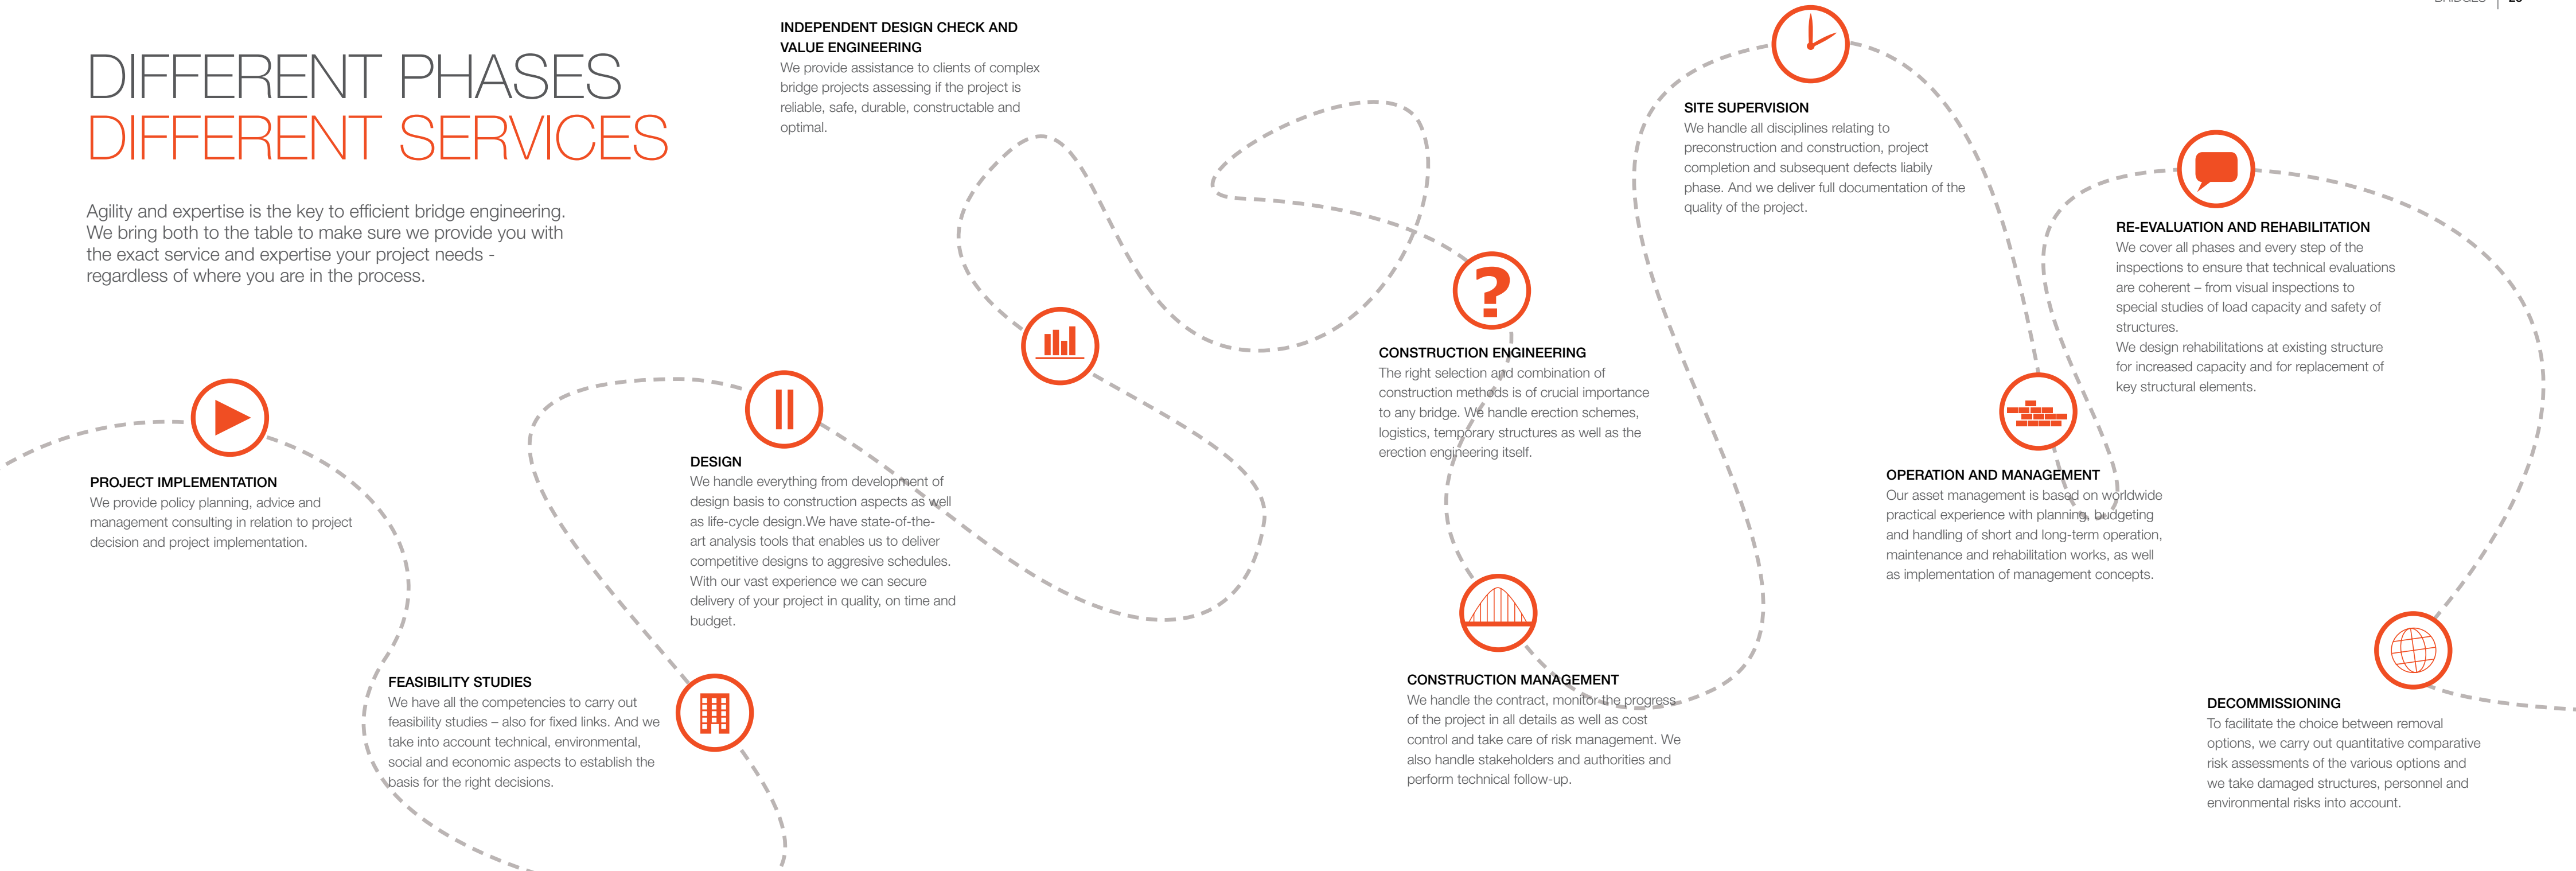 BRIDGES
DIFFERENT PHASES
DIFFERENT SERVICES
Agility and expertise is the key to efficient bridge engineering.
We bring both to the table to make sure we provide you with
the exact service and expertise your project needs -
regardless of where you are in the process.
PROJECT IMPLEMENTATION
We provide policy planning, advice and
management consulting in relation to project
decision and project implementation.
FEASIBILITY STUDIES
We have all the competencies to carry out
feasibility studies – also for fixed links. And we
take into account technical, environmental,
social and economic aspects to establish the
basis for the right decisions.
DESIGN
We handle everything from development of
design basis to construction aspects as well
as life-cycle design.We have state-of-the-
art analysis tools that enables us to deliver
competitive designs to aggresive schedules.
With our vast experience we can secure
delivery of your project in quality, on time and
budget.
INDEPENDENT DESIGN CHECK AND
VALUE ENGINEERING
We provide assistance to clients of complex
bridge projects assessing if the project is
reliable, safe, durable, constructable and
optimal.
?
CONSTRUCTION ENGINEERING
The right selection and combination of
construction methods is of crucial importance
to any bridge. We handle erection schemes,
logistics, temporary structures as well as the
erection engineering itself.
CONSTRUCTION MANAGEMENT
We handle the contract, monitor the progress
of the project in all details as well as cost
control and take care of risk management. We
also handle stakeholders and authorities and
perform technical follow-up.
SITE SUPERVISION
We handle all disciplines relating to
preconstruction and construction, project
completion and subsequent defects liabily
phase. And we deliver full documentation of the
quality of the project.
OPERATION AND MANAGEMENT
Our asset management is based on worldwide
practical experience with planning, budgeting
and handling of short and long-term operation,
maintenance and rehabilitation works, as well
as implementation of management concepts.
RE-EVALUATION AND REHABILITATION
We cover all phases and every step of the
inspections to ensure that technical evaluations
are coherent – from visual inspections to
special studies of load capacity and safety of
structures.
We design rehabilitations at existing structure
for increased capacity and for replacement of
key structural elements.
DECOMMISSIONING
To facilitate the choice between removal
options, we carry out quantitative comparative
risk assessments of the various options and
we take damaged structures, personnel and
environmental risks into account.